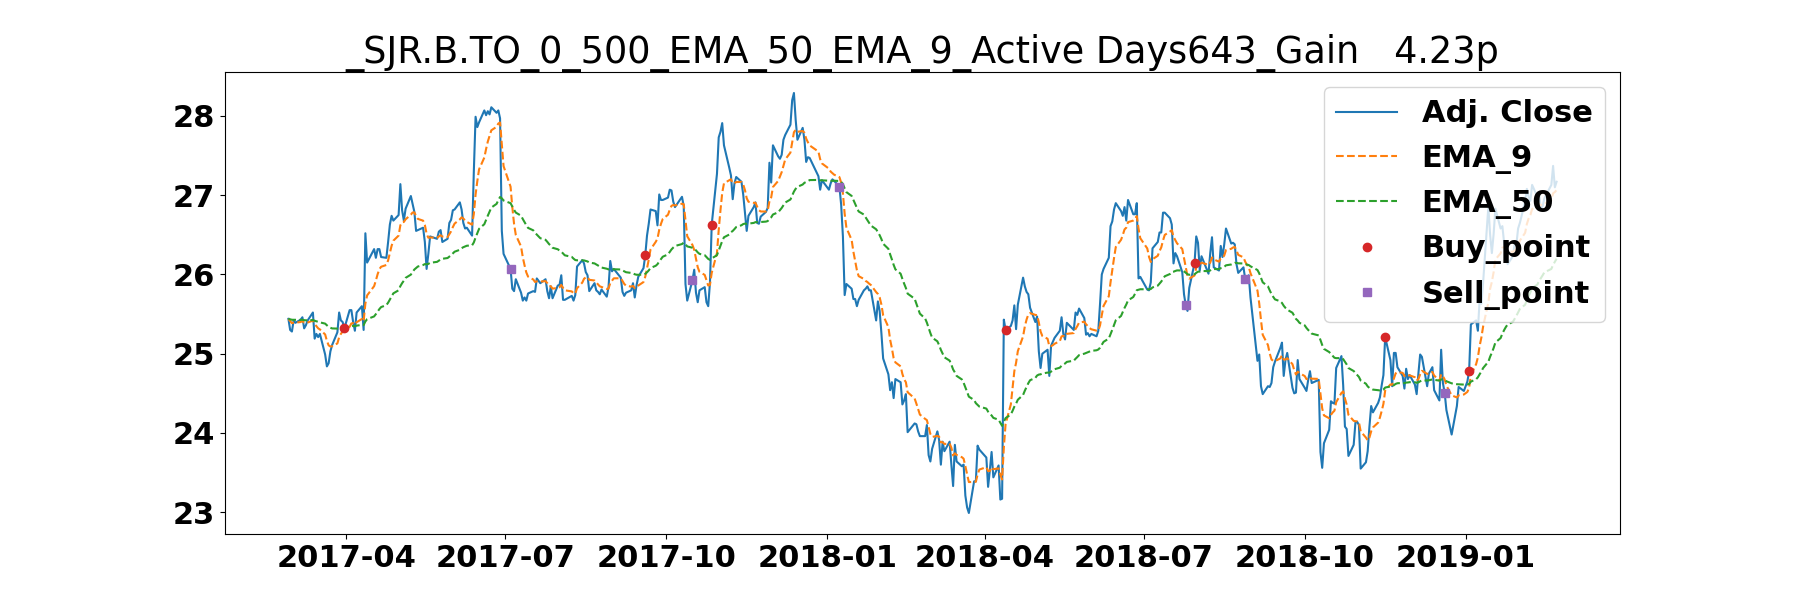 _SJR.B.TO_0_500_EMA_50_EMA_9_Active Days643_Gain   4.23p
28
27
26
25
24
23
Adj. Close
EMA_9
EMA_50
Buy_point
Sell_point
2017-04 2017-07 2017-10 2018-01 2018-04 2018-07 2018-10 2019-01